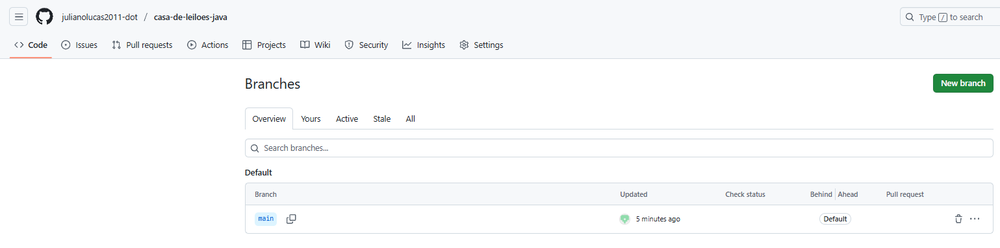 julianolucas2011-dot / casa-de-leiloes-java
Type / to search
Code Issues Pull requests Actions Projects Wiki Security Insights Settings
Branches
New branch
Overview Yours Active Stale All
Search branches...
Default
Branch Updated Check status Behind Ahead Pull request
main 5 minutes ago Default